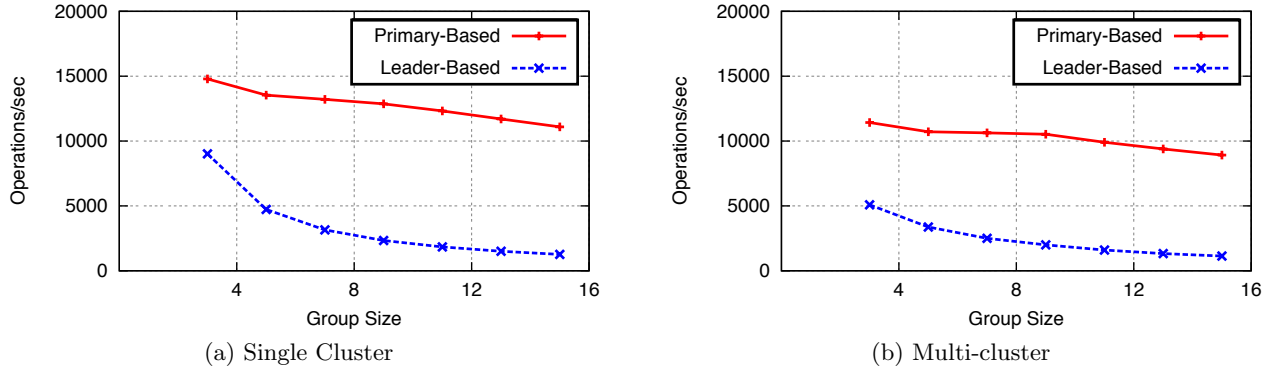 20000
15000
10000
5000
0
4
8
12
16
Operations/sec
Group Size
Primary-Based
Leader-Based
(a) Single Cluster
20000
15000
10000
5000
0
4
8
12
16
Operations/sec
Group Size
Primary-Based
Leader-Based
(b) Multi-cluster